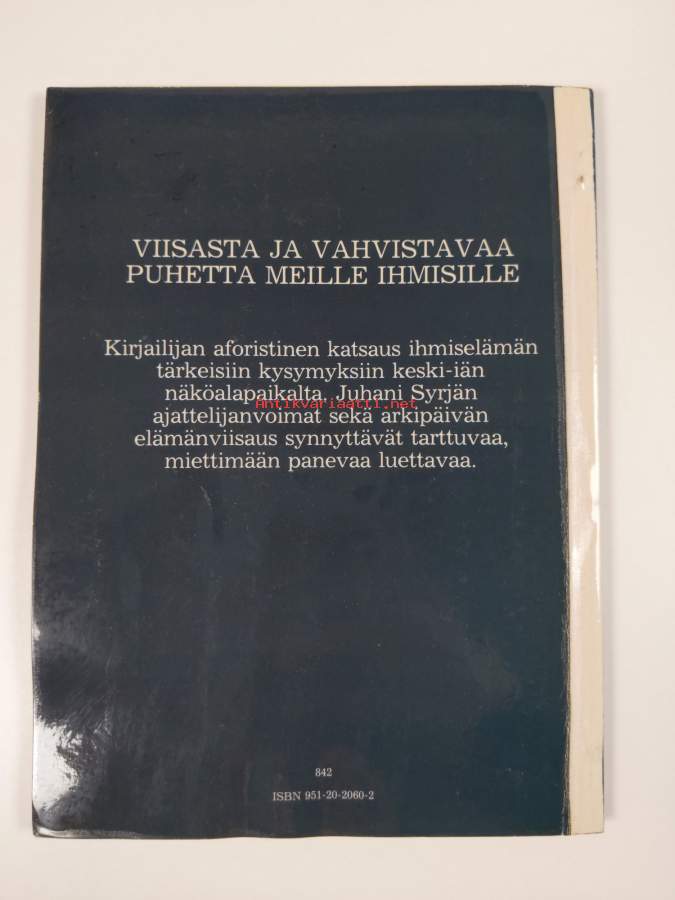 VIISASTA JA VAHVISTAVAA
PUHETTA MEILLE IHMISILLE
Kirjailijan aforistinen katsaus ihmiselämän
tärkeisiin kysymyksiin keski-iän
näköalapaikalta. Juhani Syrjän
Antikvariaatti.net
ajattelijanvoimat sekä arkipäivän
elämänviisaus synnyttävät tarttuvaa,
miettimään panevaa luettavaa.
842
ISBN 951-20-2060-2